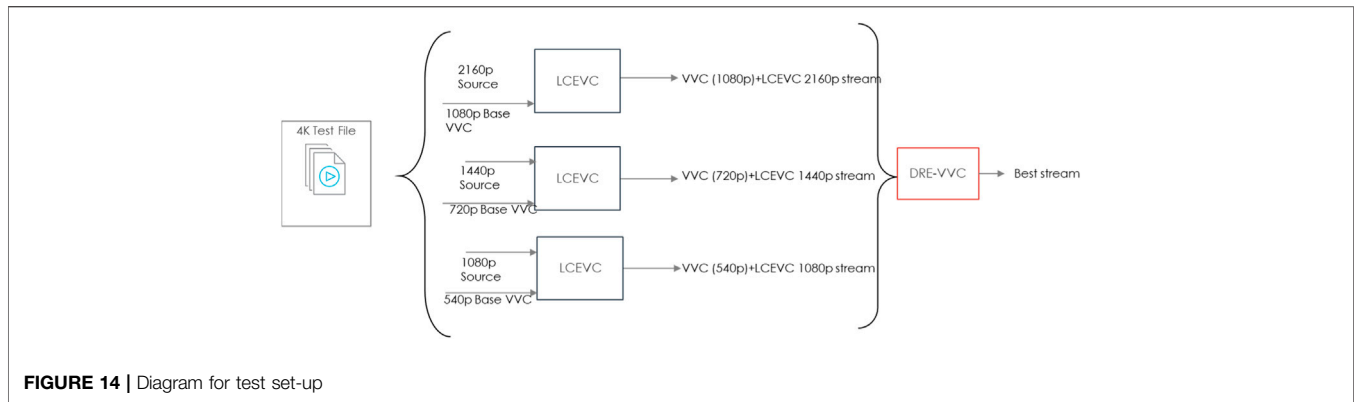 4K Test File
2160p
Source
1080p Base
VVC
LCEVC
VVC (1080p)+LCEVC 2160p stream
1440p
Source
720p Base VVC
LCEVC
VVC (720p)+LCEVC 1440p stream
1080p
Source
540p Base VVC
LCEVC
VVC (540p)+LCEVC 1080p stream
DRE-VVC
Best stream
FIGURE 14 | Diagram for test set-up